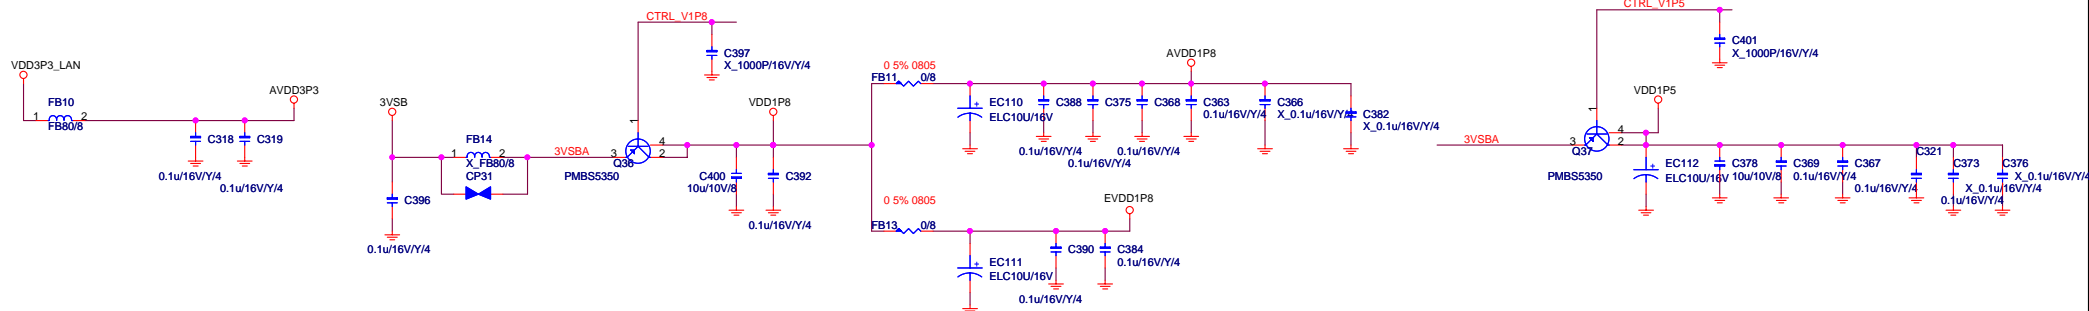 VDD3P3_LAN
FB10
1
2
FB80/8
AVDD3P3
C318
C319
0.1u/16V/Y/4
0.1u/16V/Y/4
3VSB
FB14
1
2
X_FB80/8
CP31
C396
0.1u/16V/Y/4
3VSBA
CTRL_V1P8
C397
X_1000P/16V/Y/4
1
3
4
2
Q36
PMBS5350
VDD1P8
C400
10u/10V/8
C392
0.1u/16V/Y/4
0 5% 0805
FB11
0/8
AVDD1P8
EC110
ELC10U/16V
C388
0.1u/16V/Y/4
C375
0.1u/16V/Y/4
C368
C363
0.1u/16V/Y/4
C366
X_0.1u/16V/Y/4
C382
X_0.1u/16V/Y/4
0 5% 0805
FB13
0/8
EVDD1P8
EC111
ELC10U/16V
C390
0.1u/16V/Y/4
C384
0.1u/16V/Y/4
CTRL_V1P5
C401
X_1000P/16V/Y/4
3VSBA
1
3
4
2
Q37
PMBS5350
VDD1P5
EC112
ELC10U/16V
C378
10u/10V/8
C369
0.1u/16V/Y/4
C367
0.1u/16V/Y/4
C321
0.1u/16V/Y/4
C373
X_0.1u/16V/Y/4
C376
X_0.1u/16V/Y/4